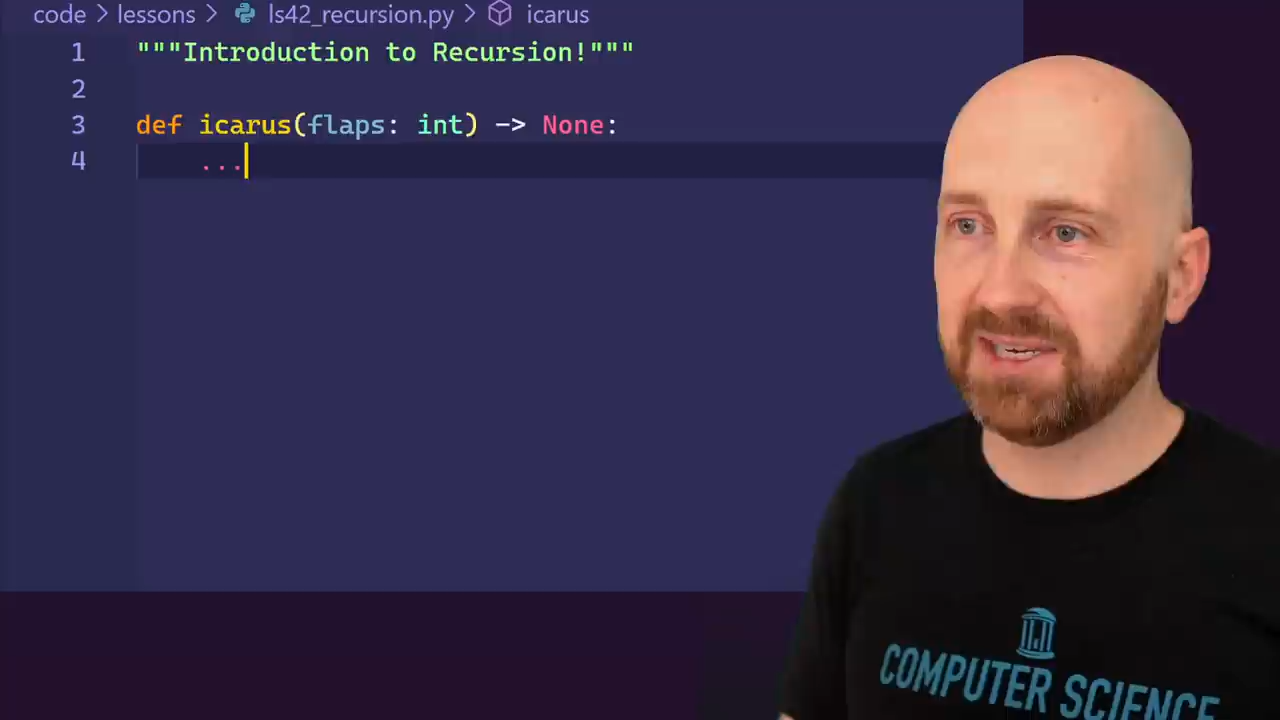 code > lessons > ls42_recursion.py > icarus
1 """Introduction to Recursion!"""
2
3 def icarus(flaps: int) -> None:
4 ...
COMPUTER SCIENCE